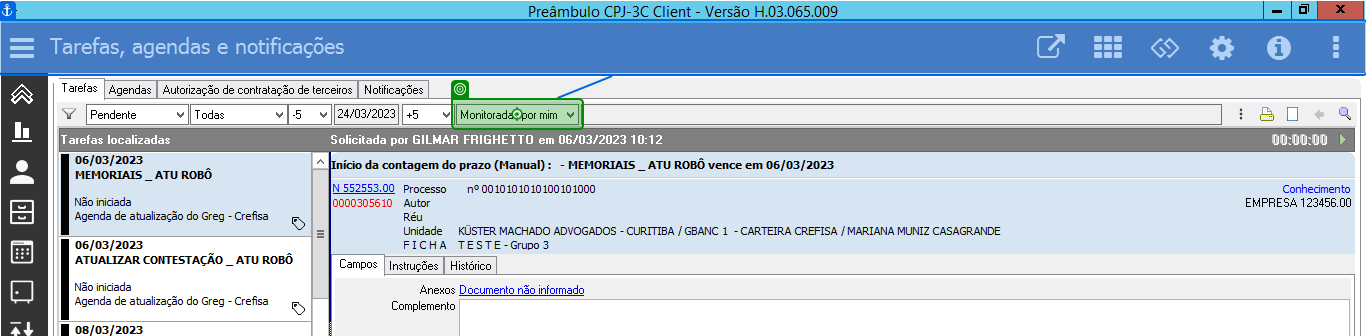 Preâmbulo CPJ-3C Client - Versão H.03.065.009
Tarefas, agendas e notificações
Tarefas Agendas Autorização de contratação de terceiros Notificações
Pendente Todas -5 24/03/2023 +5 Monitorada por mim
Tarefas localizadas
Solicitada por GILMAR FRIGHETTO em 06/03/2023 10:12 00:00:00
06/03/2023
MEMORIAIS _ ATU ROBÔ
Não iniciada
Agenda de atualização do Greg - Crefisa
06/03/2023
ATUALIZAR CONTESTAÇÃO _ ATU ROBÔ
Não iniciada
Agenda de atualização do Greg - Crefisa
08/03/2023
Início da contagem do prazo (Manual) : - MEMORIAIS _ ATU ROBÔ vence em 06/03/2023
N 552553.00 Processo nº 0010101010100101000 Conhecimento
0000305610 Autor EMPRESA 123456.00
Réu
Unidade KÜSTER MACHADO ADVOGADOS - CURITIBA / GBANC 1 - CARTEIRA CREFISA / MARIANA MUNIZ CASAGRANDE
F I C H A T E S T E - Grupo 3
Campos Instruções Histórico
Anexos Documento não informado
Complemento